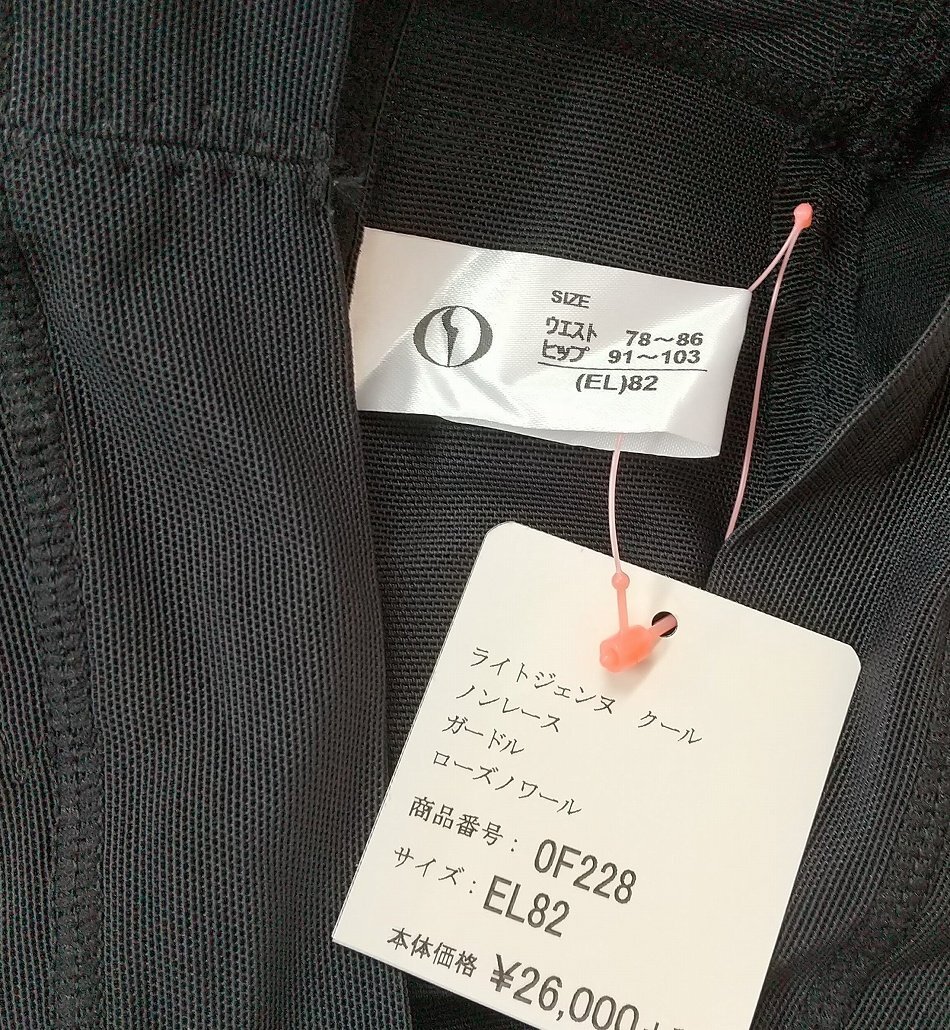 SIZE
ウエスト 78～86
ヒップ 91～103
(EL)82
ライトジェンヌ クール
ノンレース
ガードル
ローズノワール
商品番号: 0F228
サイズ: EL82
本体価格 ¥26,000